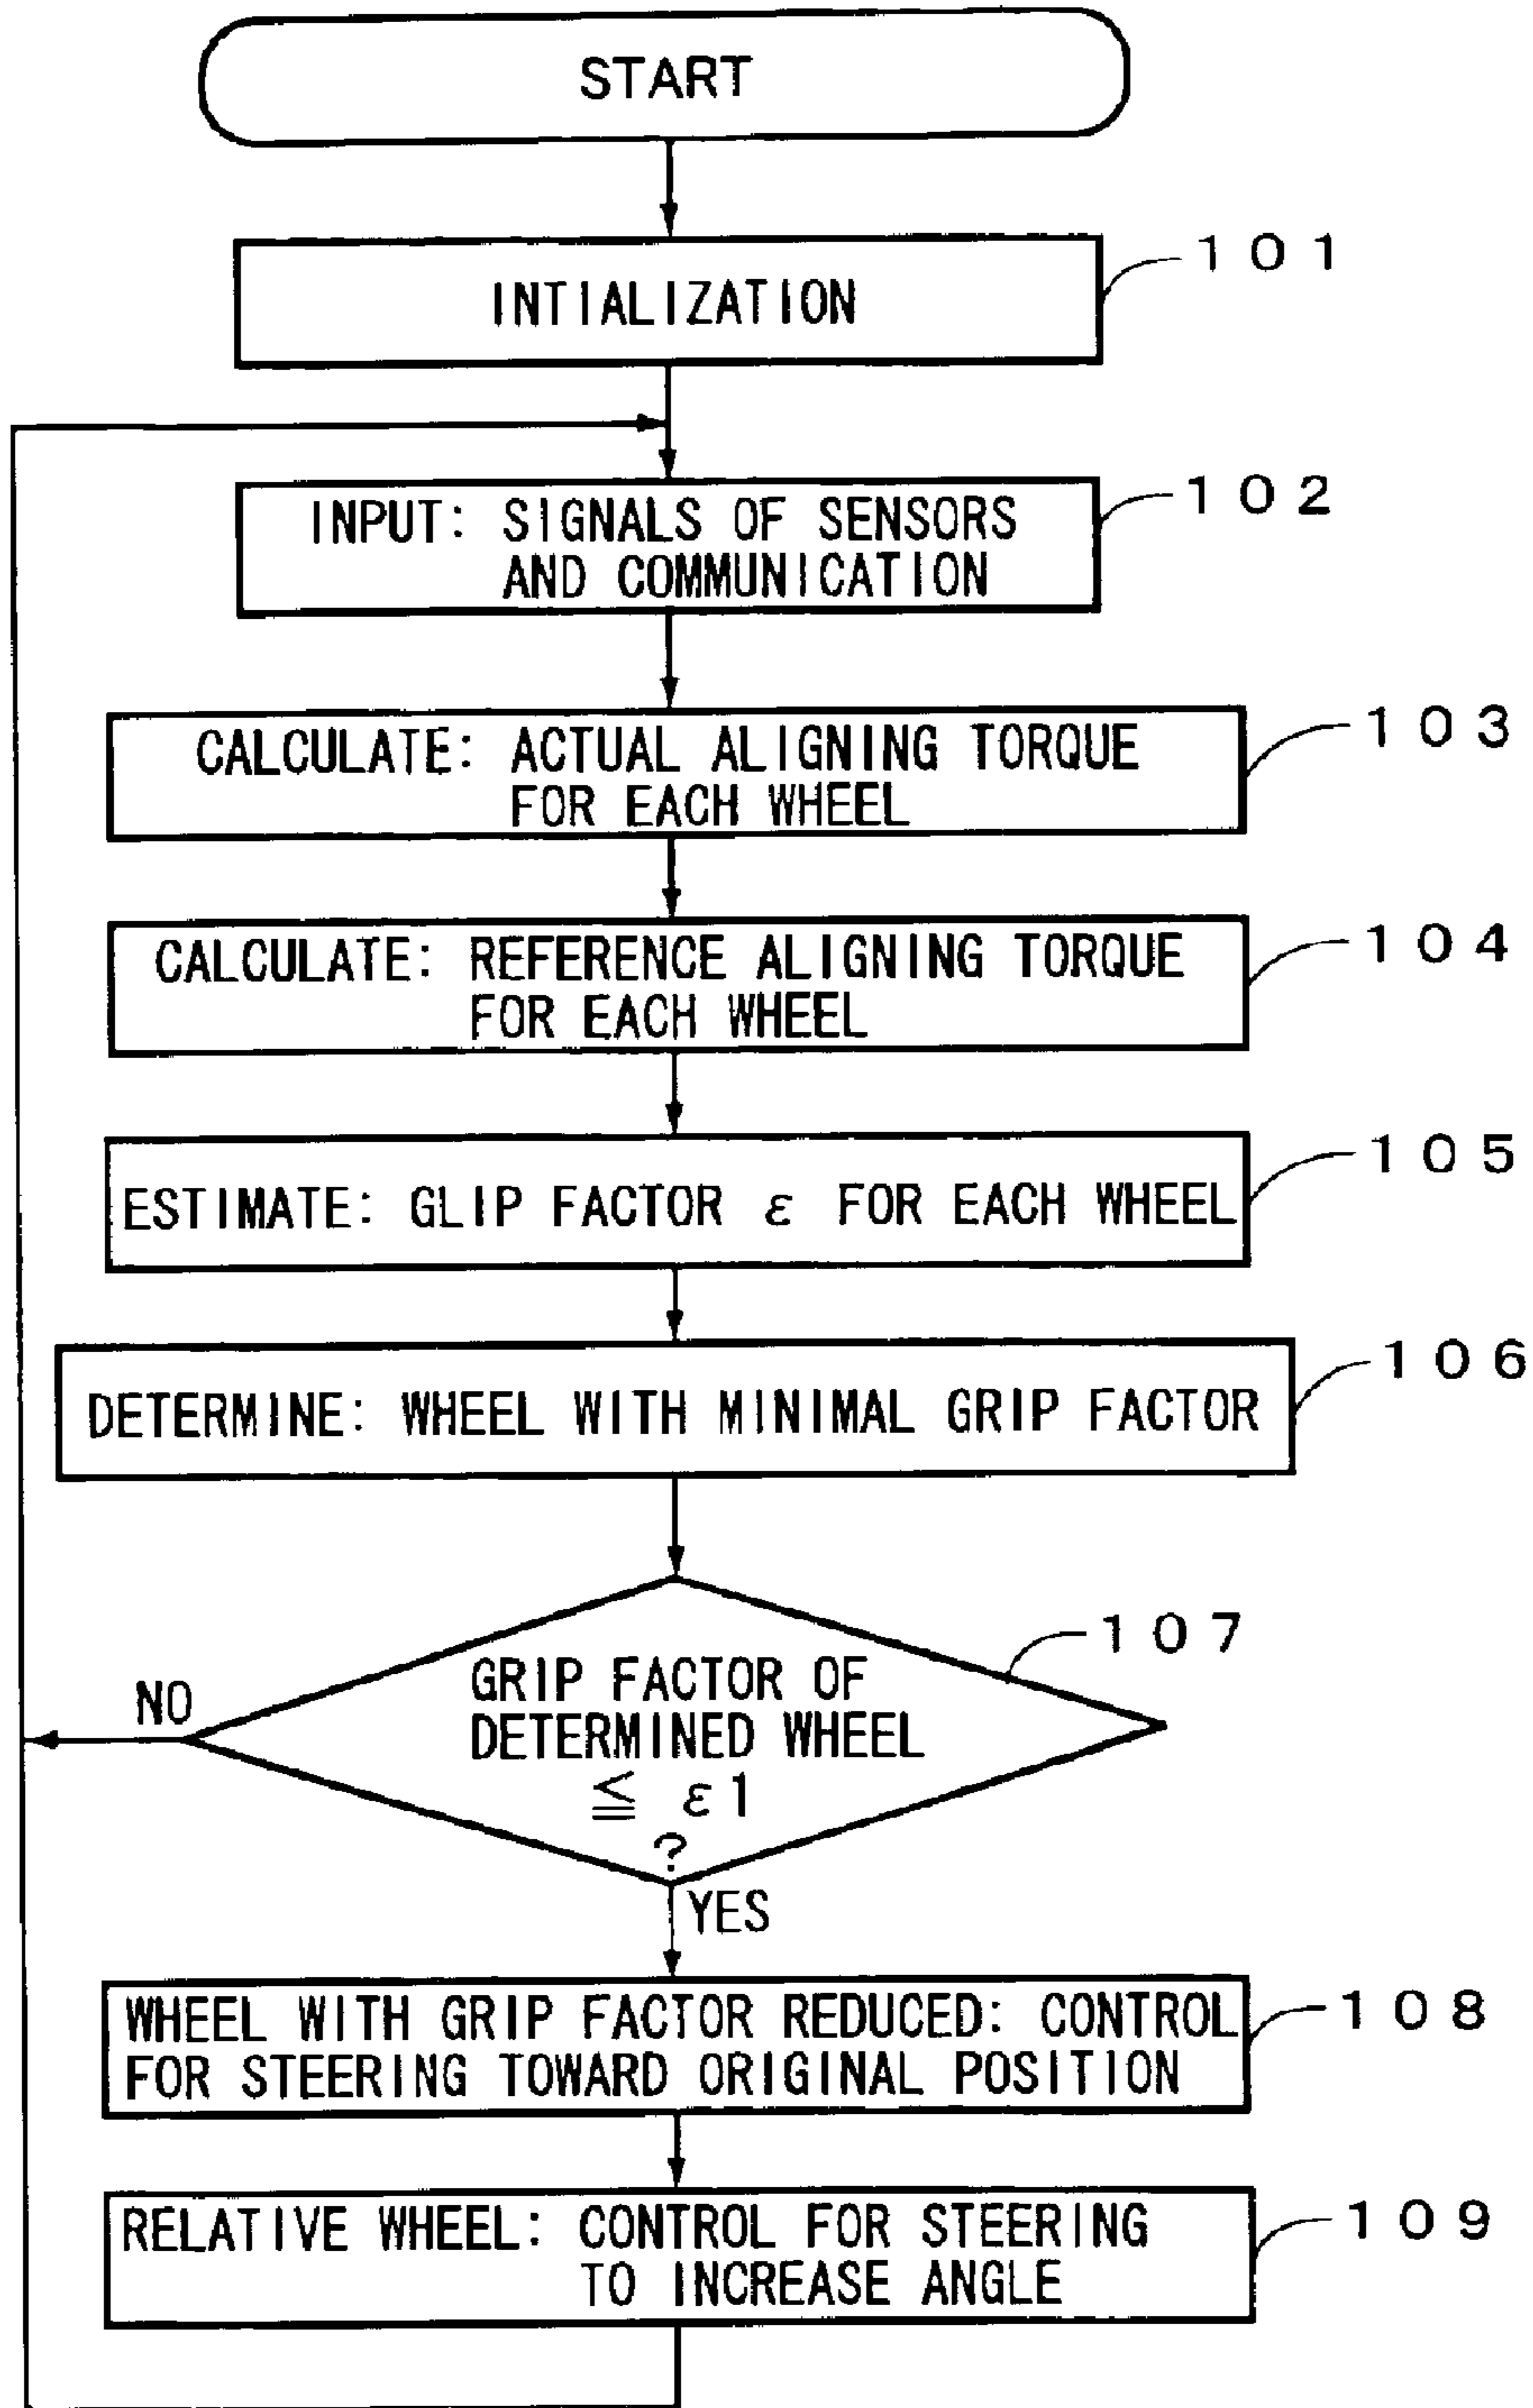 START
INTIALIZATION
101
INPUT: SIGNALS OF SENSORS
AND COMMUNICATION
102
CALCULATE: ACTUAL ALIGNING TORQUE
FOR EACH WHEEL
103
CALCULATE: REFERENCE ALIGNING TORQUE
FOR EACH WHEEL
104
ESTIMATE: GLIP FACTOR ε FOR EACH WHEEL
105
DETERMINE: WHEEL WITH MINIMAL GRIP FACTOR
106
GRIP FACTOR OF
DETERMINED WHEEL
≦ ε1
?
107
NO
YES
WHEEL WITH GRIP FACTOR REDUCED: CONTROL
FOR STEERING TOWARD ORIGINAL POSITION
108
RELATIVE WHEEL: CONTROL FOR STEERING
TO INCREASE ANGLE
109